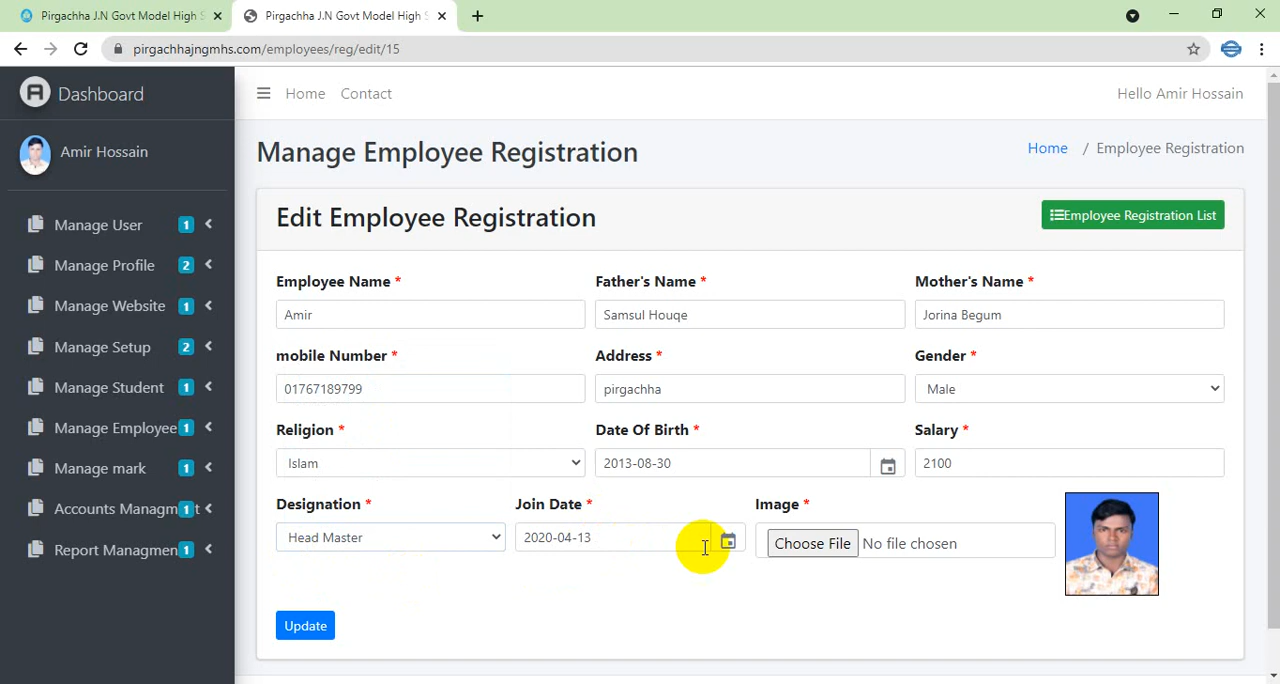 Pirgachha J.N Govt Model High S
Pirgachha J.N Govt Model High S
pirgachhajngmhs.com/employees/reg/edit/15
Dashboard
Home Contact
Hello Amir Hossain
Amir Hossain
Manage Employee Registration
Home / Employee Registration
Manage User 1
Manage Profile 2
Manage Website 1
Manage Setup 2
Manage Student 1
Manage Employee 1
Manage mark 1
Accounts Managm t 1
Report Managmen 1
Edit Employee Registration
Employee Registration List
Employee Name * Father's Name * Mother's Name *
Amir Samsul Houqe Jorina Begum
mobile Number * Address * Gender *
01767189799 pirgachha Male
Religion * Date Of Birth * Salary *
Islam 2013-08-30 2100
Designation * Join Date * Image *
Head Master 2020-04-13 Choose File No file chosen
Update